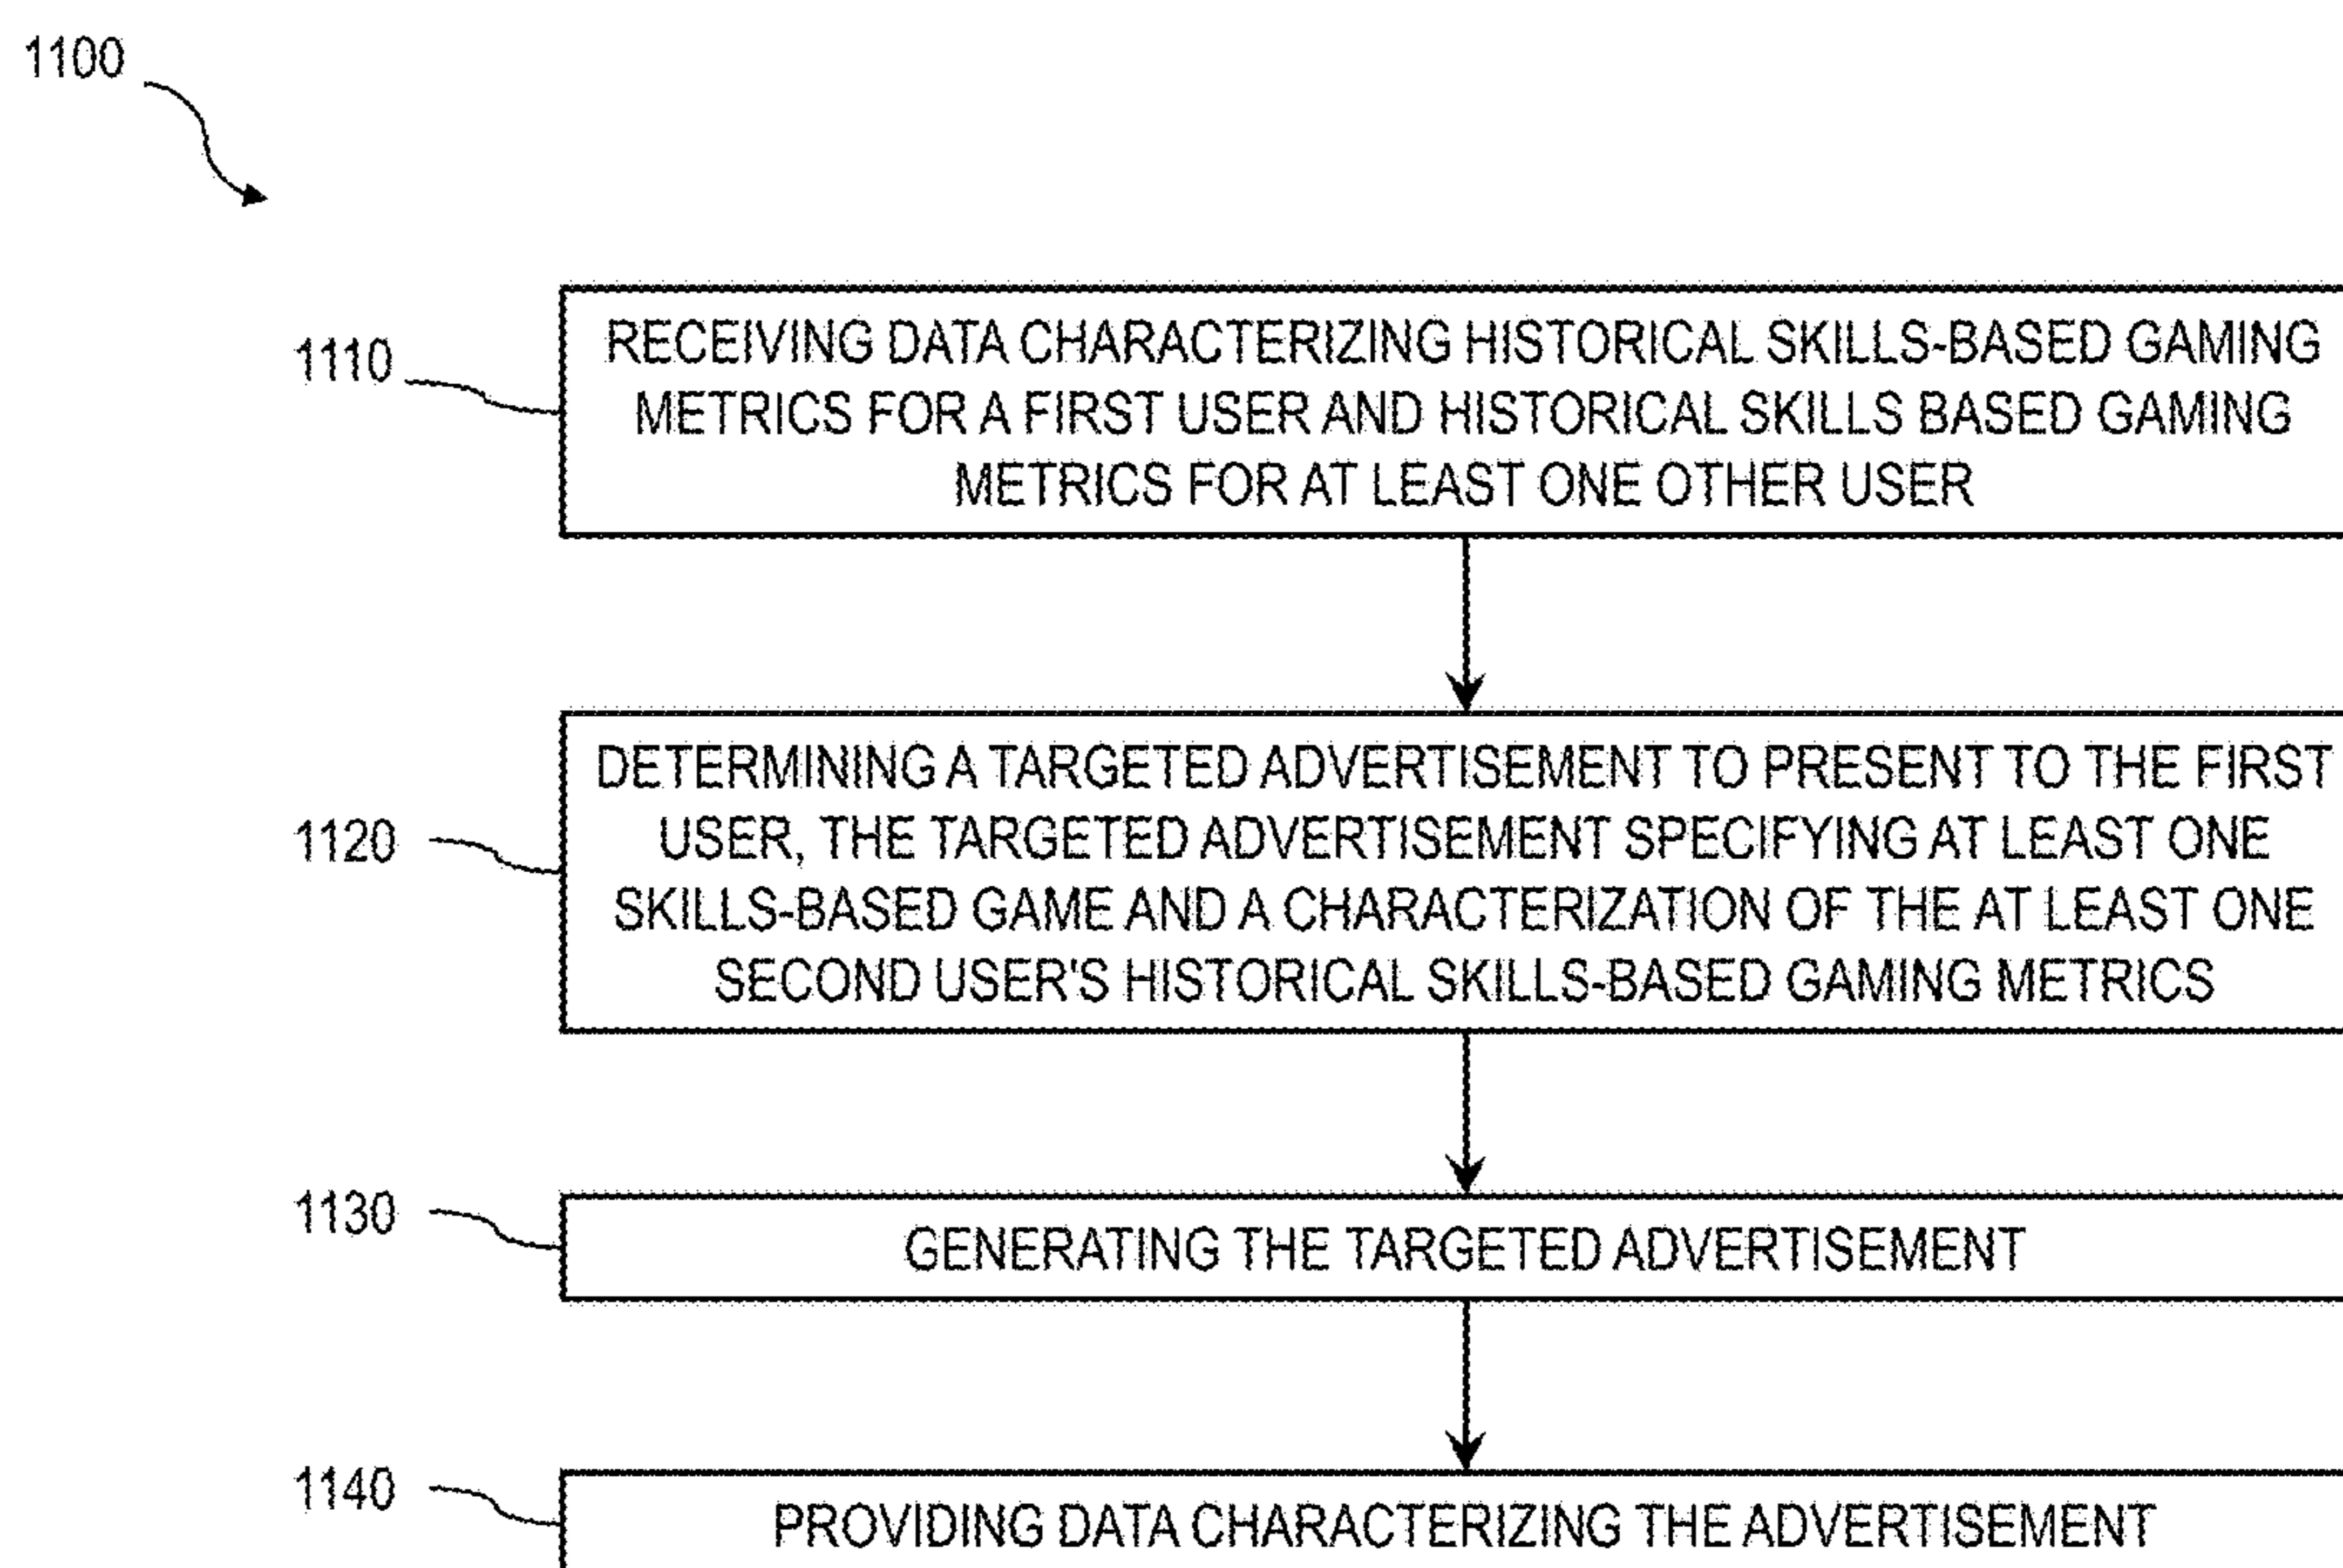 1100
1110
RECEIVING DATA CHARACTERIZING HISTORICAL SKILLS-BASED GAMING
METRICS FOR A FIRST USER AND HISTORICAL SKILLS BASED GAMING
METRICS FOR AT LEAST ONE OTHER USER
1120
DETERMINING A TARGETED ADVERTISEMENT TO PRESENT TO THE FIRST
USER, THE TARGETED ADVERTISEMENT SPECIFYING AT LEAST ONE
SKILLS-BASED GAME AND A CHARACTERIZATION OF THE AT LEAST ONE
SECOND USER'S HISTORICAL SKILLS-BASED GAMING METRICS
1130
GENERATING THE TARGETED ADVERTISEMENT
1140
PROVIDING DATA CHARACTERIZING THE ADVERTISEMENT